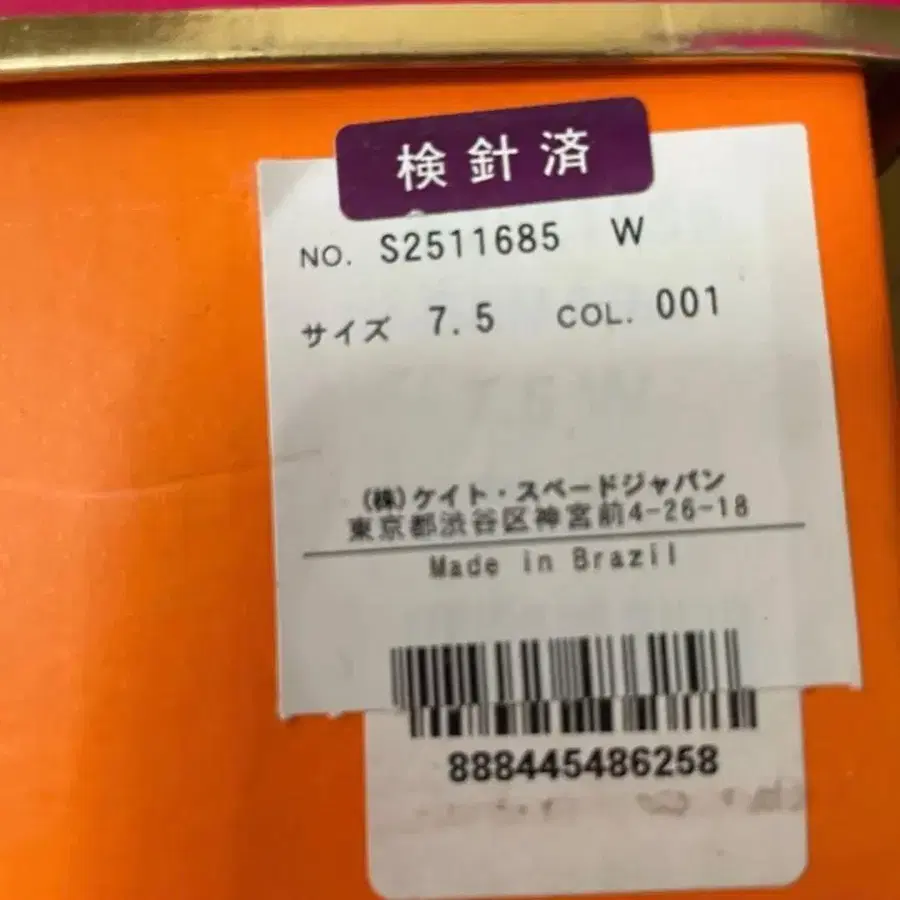 検針済
NO. S2511685 W
サイズ 7.5 COL. 001
(株)ケイト・スペードジャパン
東京都渋谷区神宮前4-26-18
Made in Brazil
888445486258